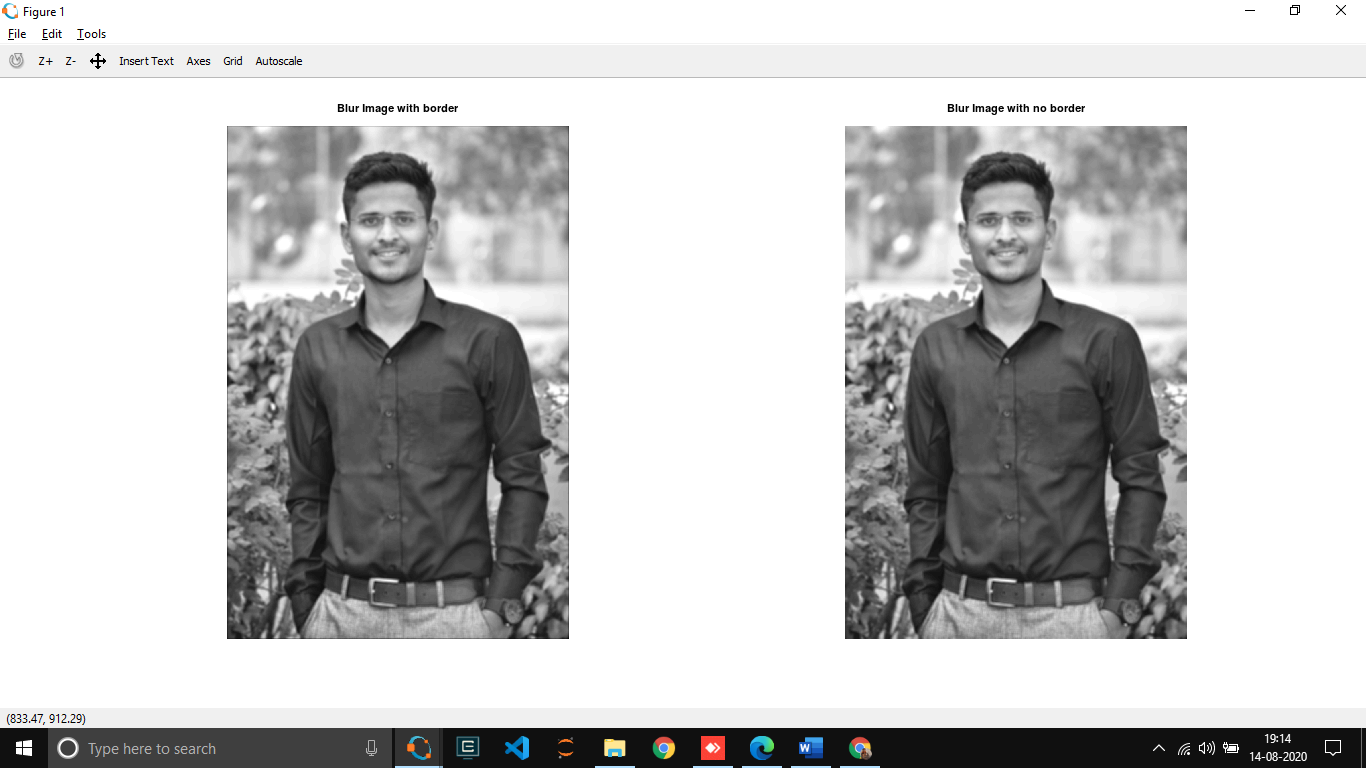 Figure 1
File Edit Tools
Z+ Z- Insert Text Axes Grid Autoscale
Blur Image with border
Blur Image with no border
(833.47, 912.29)
Type here to search
19:14
14-08-2020